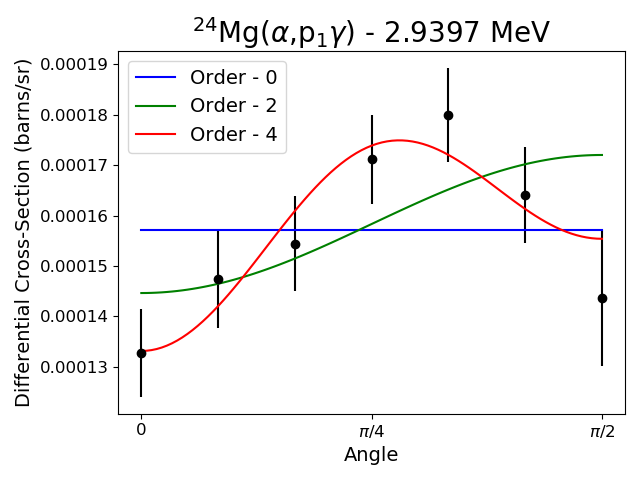 ²⁴Mg(α,p₁γ) - 2.9397 MeV
Differential Cross-Section (barns/sr)
0.00019
0.00018
0.00017
0.00016
0.00015
0.00014
0.00013
Order - 0
Order - 2
Order - 4
0 π/4 π/2
Angle